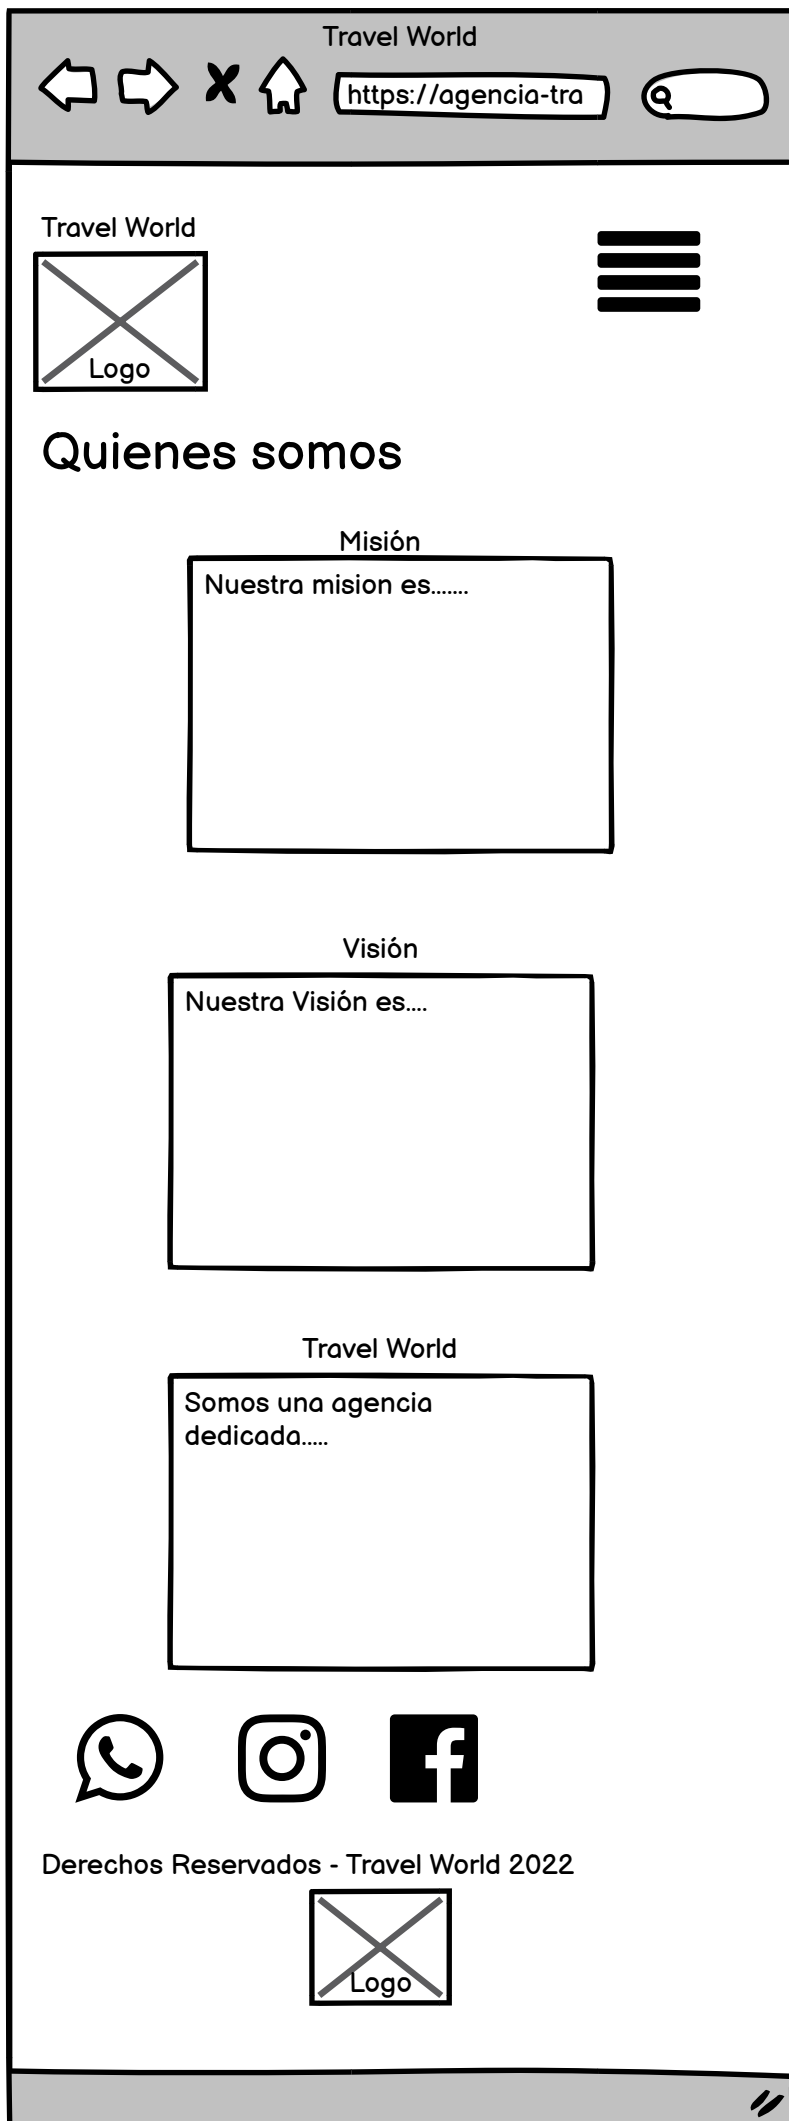 Travel World
https://agencia-tra
Travel World
Logo
Quienes somos
Misión
Nuestra mision es.......
Visión
Nuestra Visión es....
Travel World
Somos una agencia
dedicada.....
Derechos Reservados - Travel World 2022
Logo